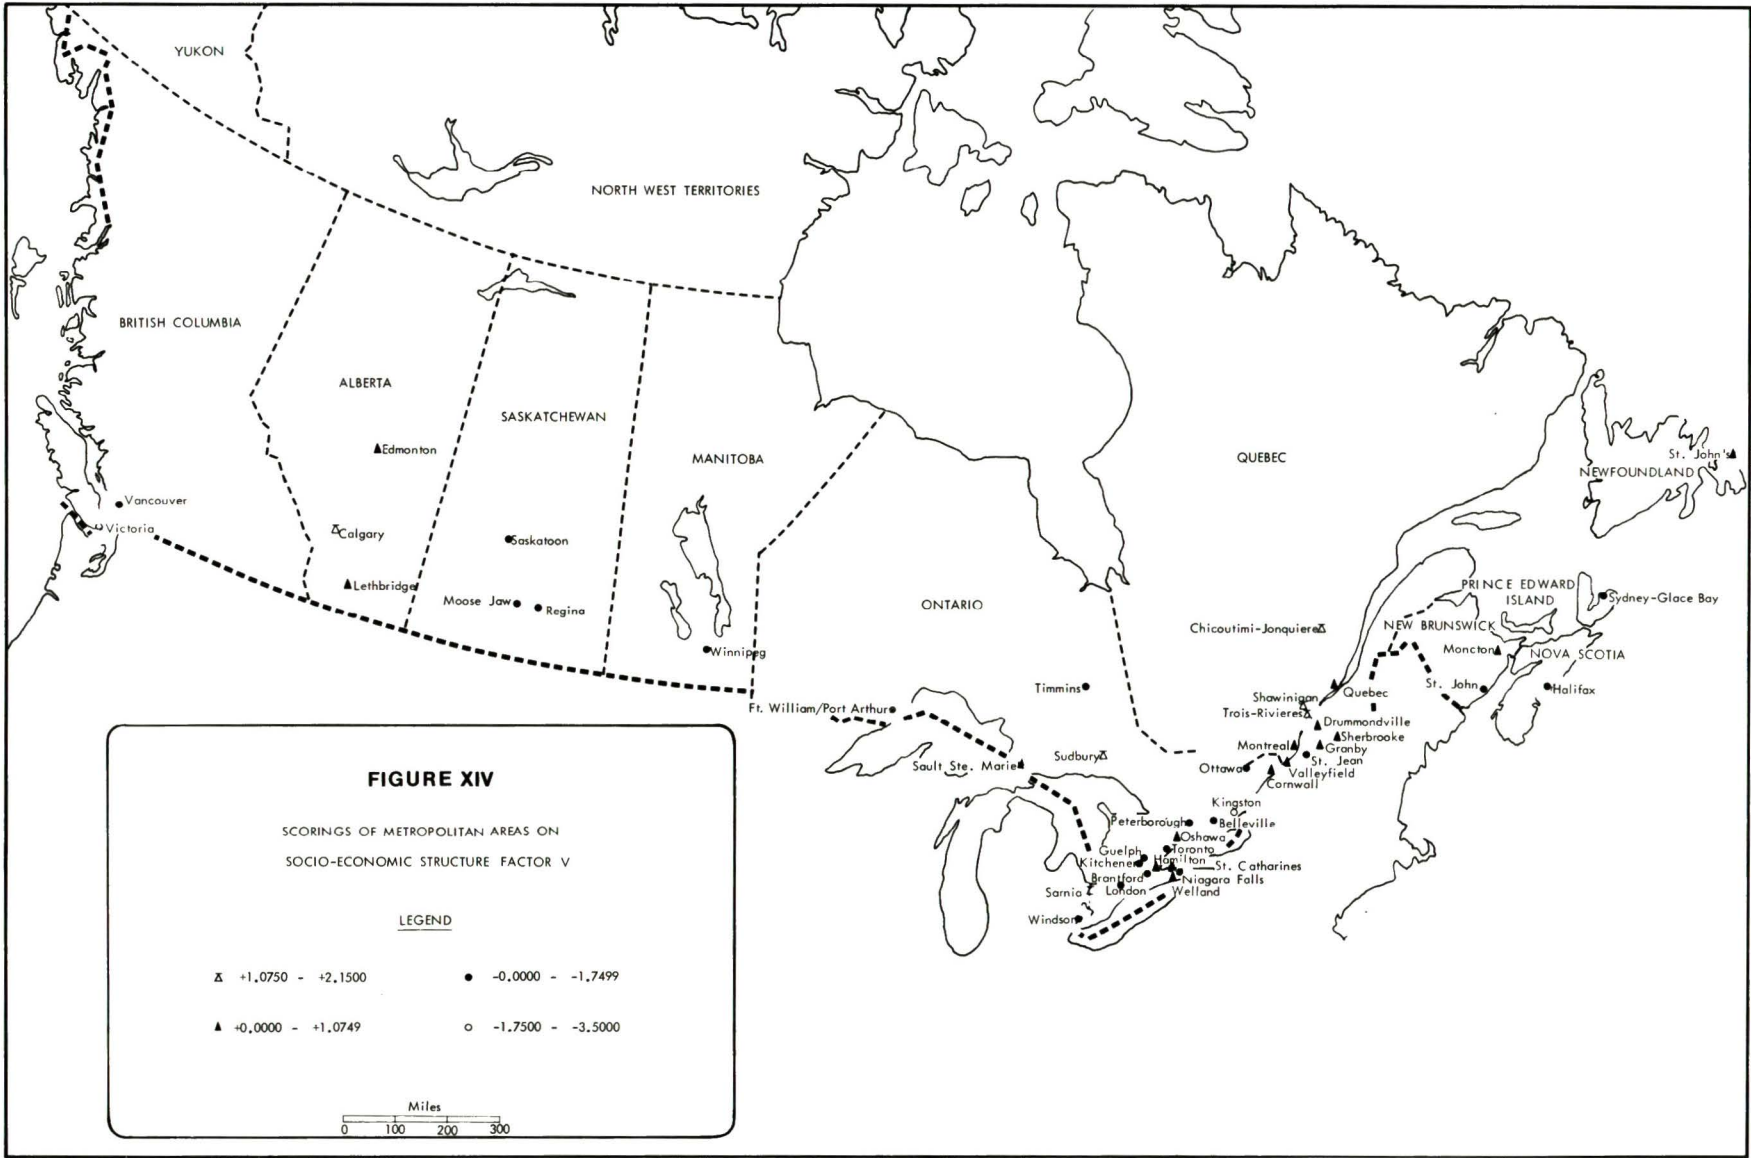 YUKON
NORTH WEST TERRITORIES
BRITISH COLUMBIA
ALBERTA
SASKATCHEWAN
MANITOBA
QUEBEC
Edmonton
St. John's
NEWFOUNDLAND
Vancouver
Victoria
Calgary
Saskatoon
Lethbridge
Moose Jaw
Regina
ONTARIO
PRINCE EDWARD
ISLAND
Sydney-Glace Bay
Chicoutimi-Jonquiere
NEW BRUNSWICK
Moncton
NOVA SCOTIA
Winnipeg
Timmins
St. John
Halifax
Quebec
Shawinigan
Ft. William/Port Arthur
Trois-Rivieres
Drummondville
Sherbrooke
Montreal
Granby
Sudbury
St. Jean
Sault Ste. Marie
Ottawa
Valleyfield
Cornwall
Kingston
Peterborough
Belleville
Oshawa
Guelph
Toronto
Kitchener
Hamilton
St. Catharines
Brantford
Niagara Falls
Sarnia
London
Welland
Windsor
FIGURE XIV
SCORINGS OF METROPOLITAN AREAS ON
SOCIO-ECONOMIC STRUCTURE FACTOR V
LEGEND
+1.0750 - +2.1500
-0.0000 - -1.7499
+0.0000 - +1.0749
-1.7500 - -3.5000
Miles
0 100 200 300